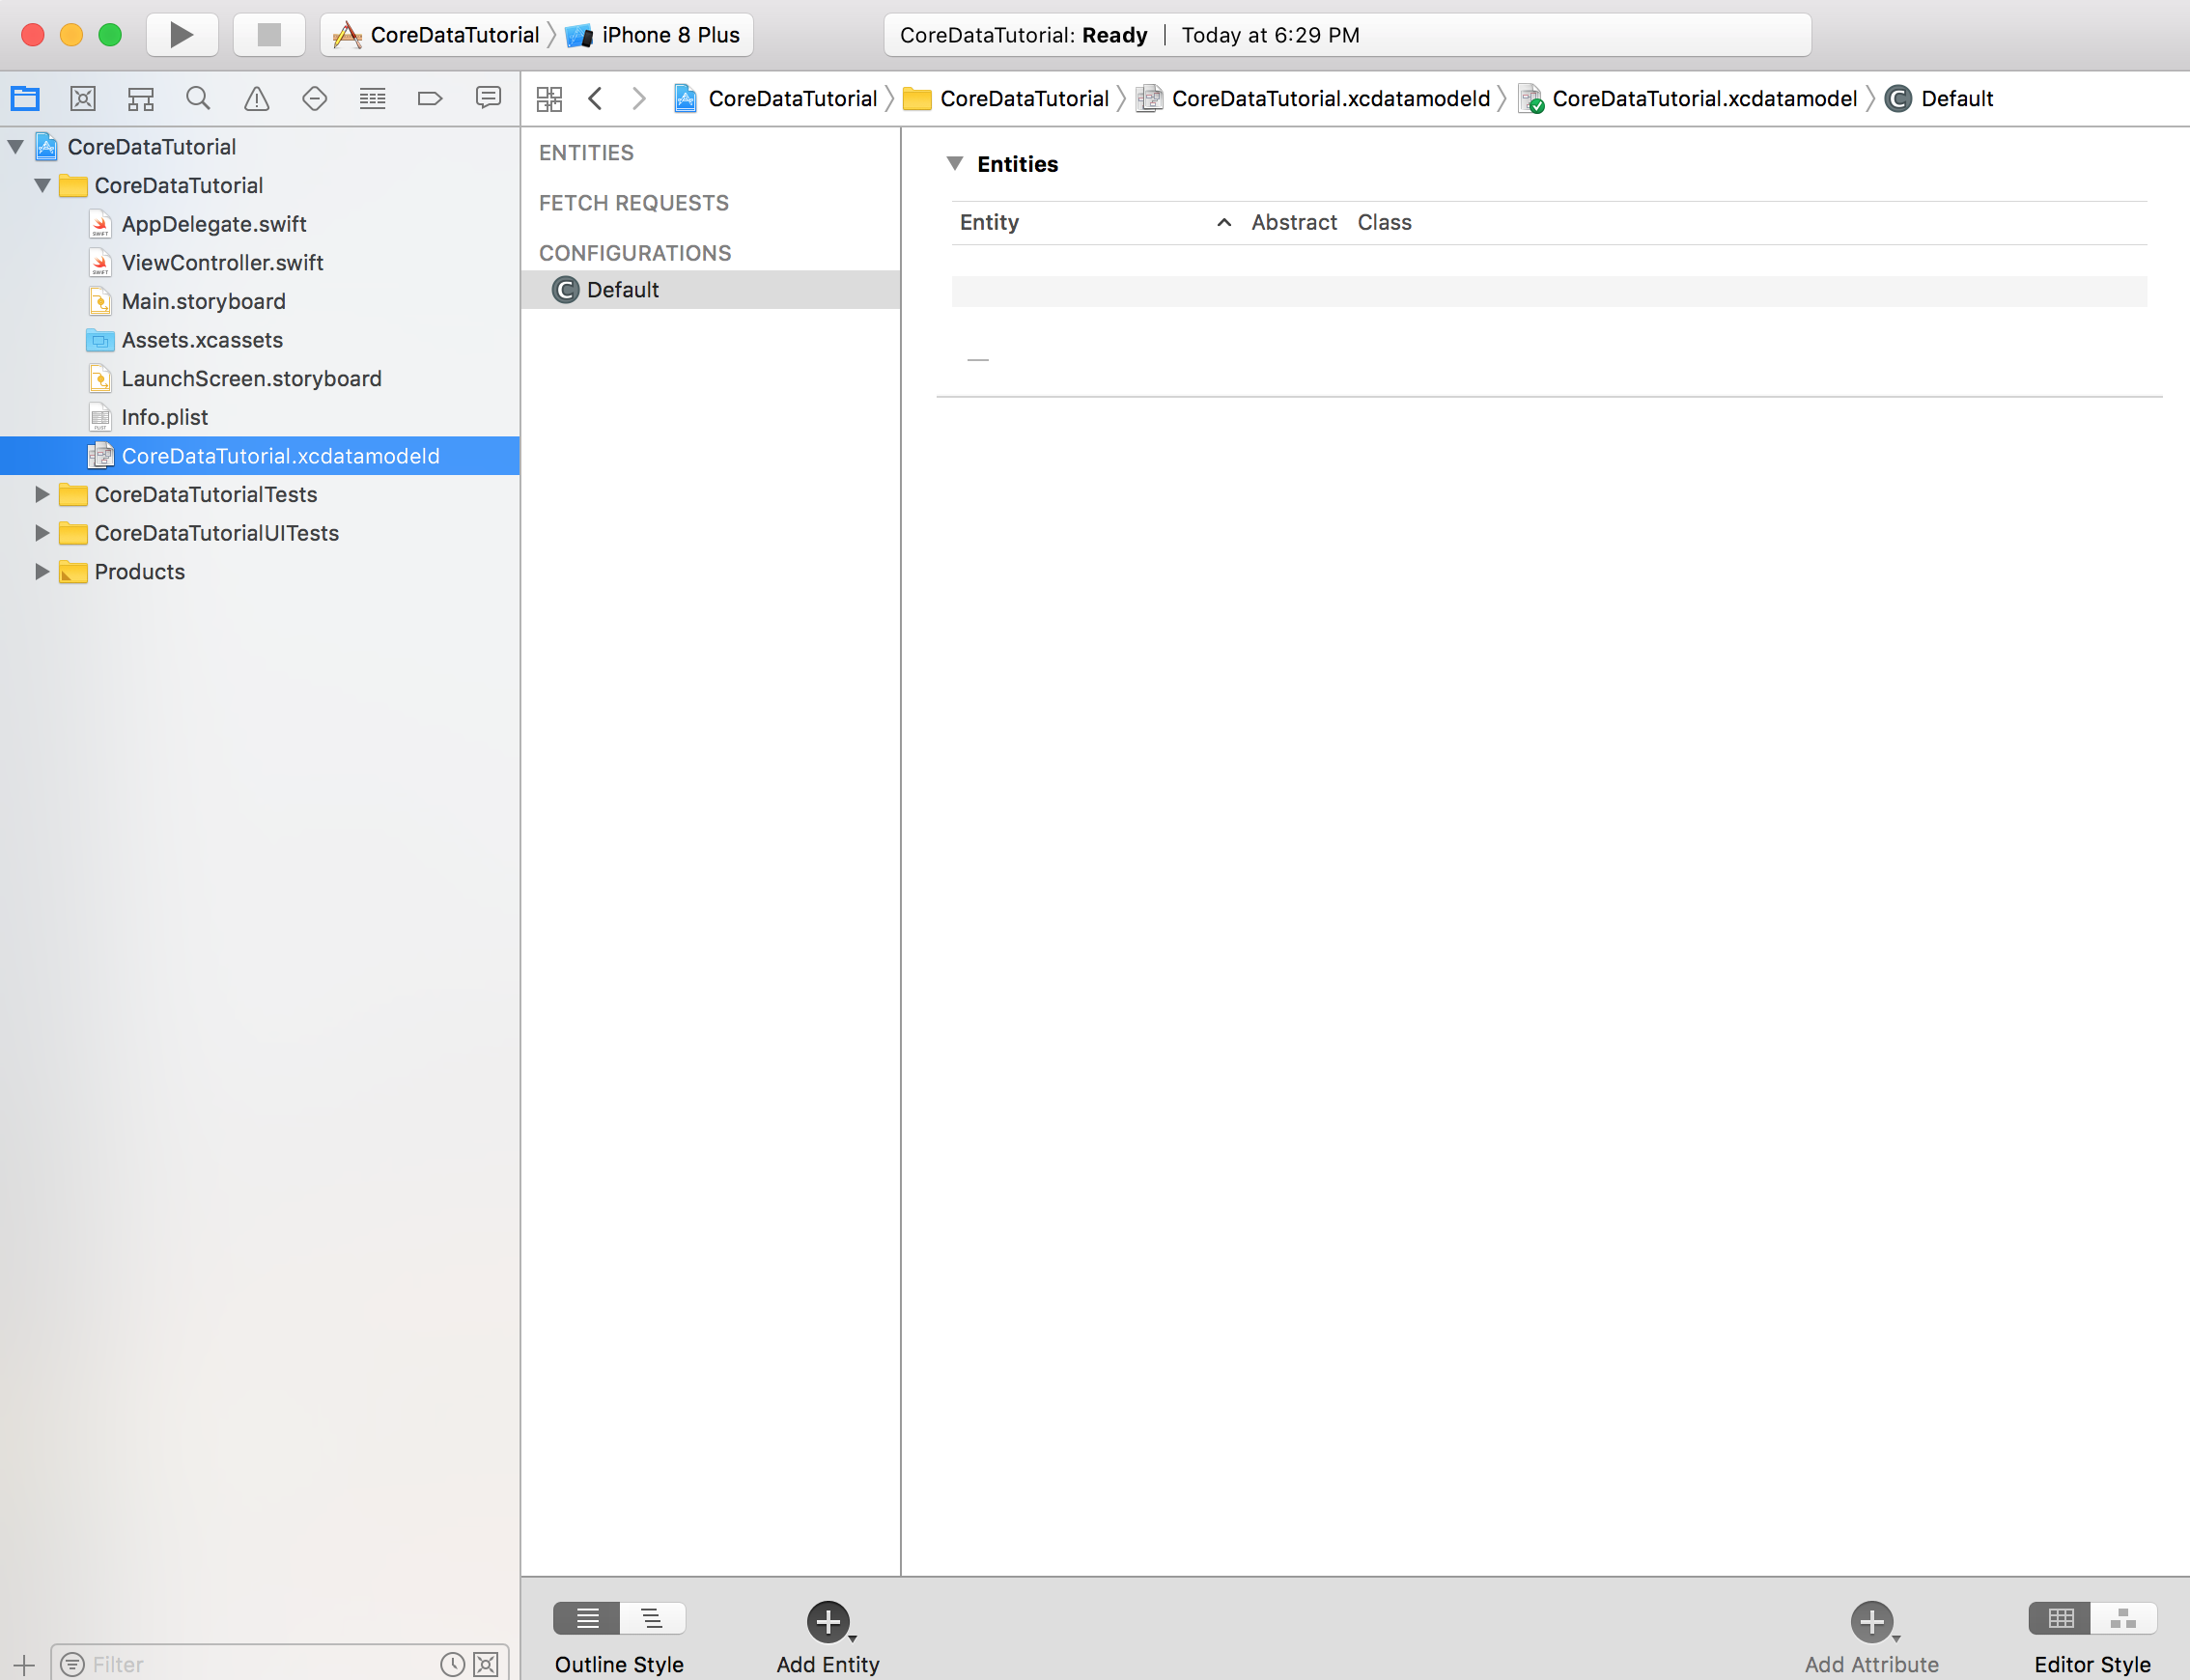 CoreDataTutorial iPhone 8 Plus
CoreDataTutorial: Ready | Today at 6:29 PM
CoreDataTutorial CoreDataTutorial CoreDataTutorial.xcdatamodeld CoreDataTutorial.xcdatamodel C Default
CoreDataTutorial
CoreDataTutorial
AppDelegate.swift
ViewController.swift
Main.storyboard
Assets.xcassets
LaunchScreen.storyboard
Info.plist
CoreDataTutorial.xcdatamodeld
CoreDataTutorialTests
CoreDataTutorialUITests
Products
Filter
ENTITIES
FETCH REQUESTS
CONFIGURATIONS
C Default
Entities
Entity Abstract Class
Outline Style
Add Entity
Add Attribute
Editor Style